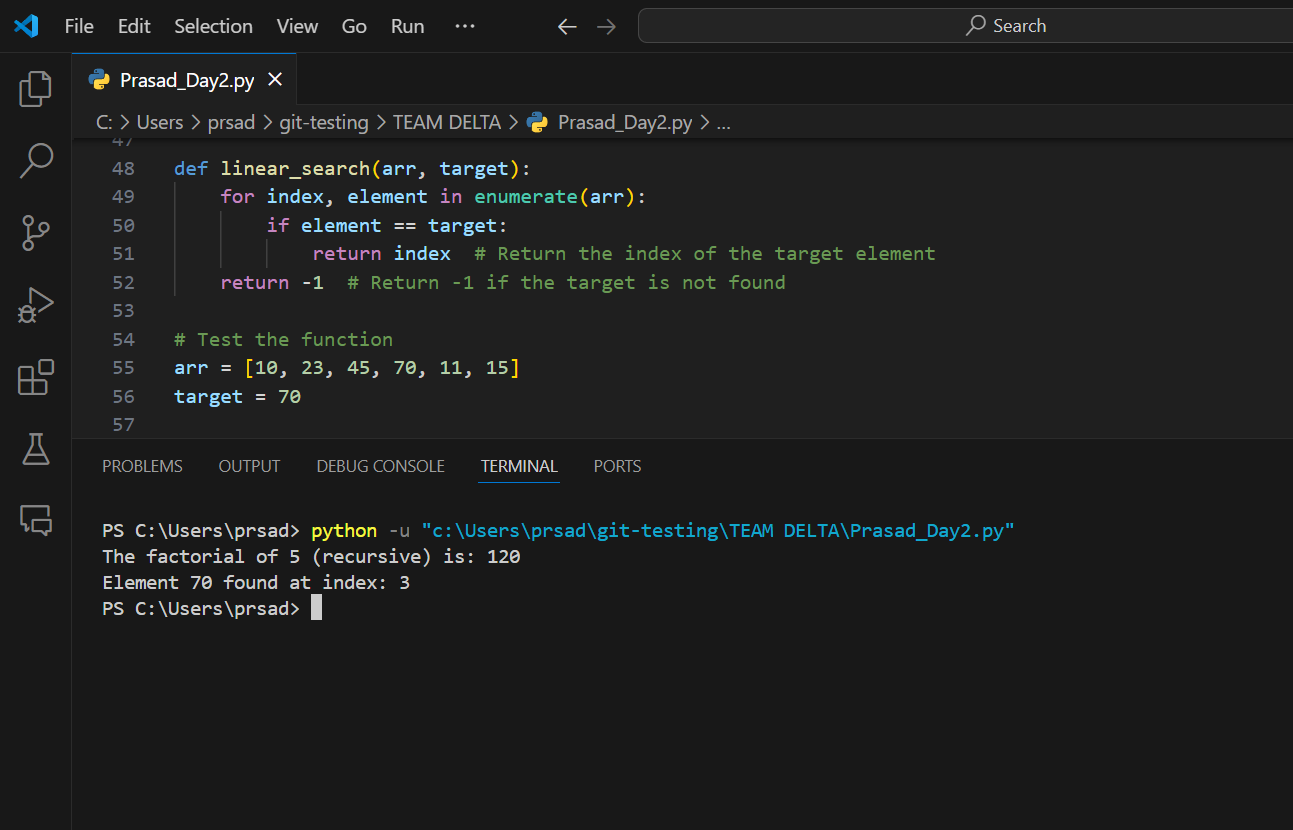 File Edit Selection View Go Run ··· ← → Search
Prasad_Day2.py ×
C: > Users > prsad > git-testing > TEAM DELTA > Prasad_Day2.py > ...
47
48 def linear_search(arr, target):
49     for index, element in enumerate(arr):
50         if element == target:
51             return index  # Return the index of the target element
52     return -1  # Return -1 if the target is not found
53
54 # Test the function
55 arr = [10, 23, 45, 70, 11, 15]
56 target = 70
57
PROBLEMS OUTPUT DEBUG CONSOLE TERMINAL PORTS
PS C:\Users\prsad> python -u "c:\Users\prsad\git-testing\TEAM DELTA\Prasad_Day2.py"
The factorial of 5 (recursive) is: 120
Element 70 found at index: 3
PS C:\Users\prsad>